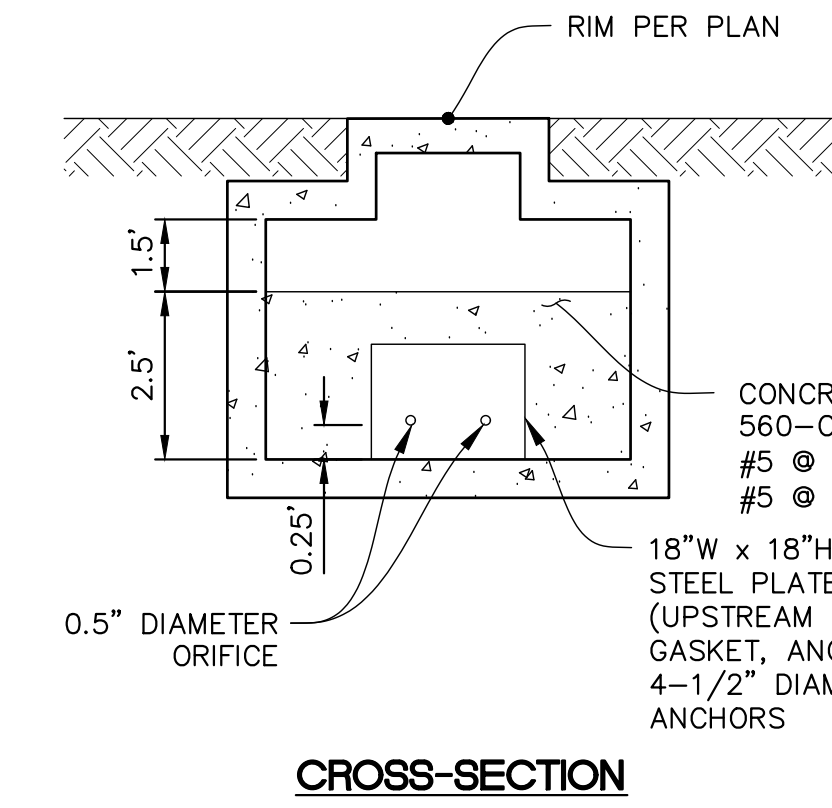 RIM PER PLAN
1.5'
2.5'
0.25'
CONCR
560-C
#5 @
#5 @
18"W x 18"H
STEEL PLATE
(UPSTREAM
GASKET, ANC
4-1/2" DIAM
ANCHORS
0.5" DIAMETER
ORIFICE
CROSS-SECTION